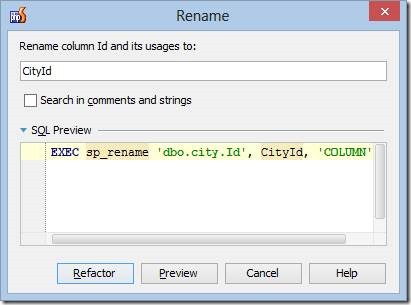 Rename
Rename column Id and its usages to:
CityId
Search in comments and strings
SQL Preview
EXEC sp_rename 'dbo.city.Id', CityId, 'COLUMN'
Refactor Preview Cancel Help